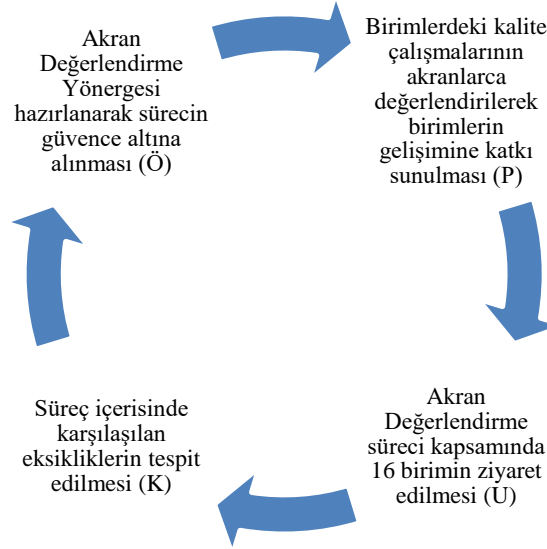 Akran
Değerlendirme
Yönergesi
hazırlanarak sürecin
güvence altına
alınması (Ö)
Birimlerdeki kalite
çalışmalarının
akranlarca
değerlendirilerek
birimlerin
gelişimine katkı
sunulması (P)
Akran
Değerlendirme
süreci kapsamında
16 birimin ziyaret
edilmesi (U)
Süreç içerisinde
karşılaşılan
eksikliklerin tespit
edilmesi (K)